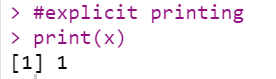 > #explicit printing
> print(x)
[1] 1